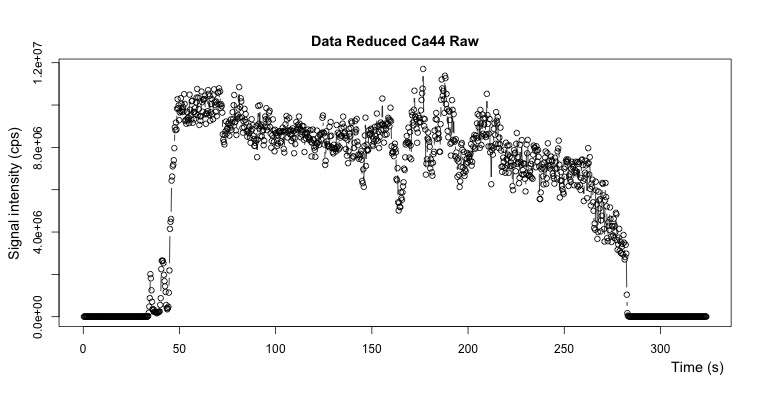 Data Reduced Ca44 Raw
Signal intensity (cps)
0.0e+00 4.0e+06 8.0e+06 1.2e+07
0 50 100 150 200 250 300
Time (s)